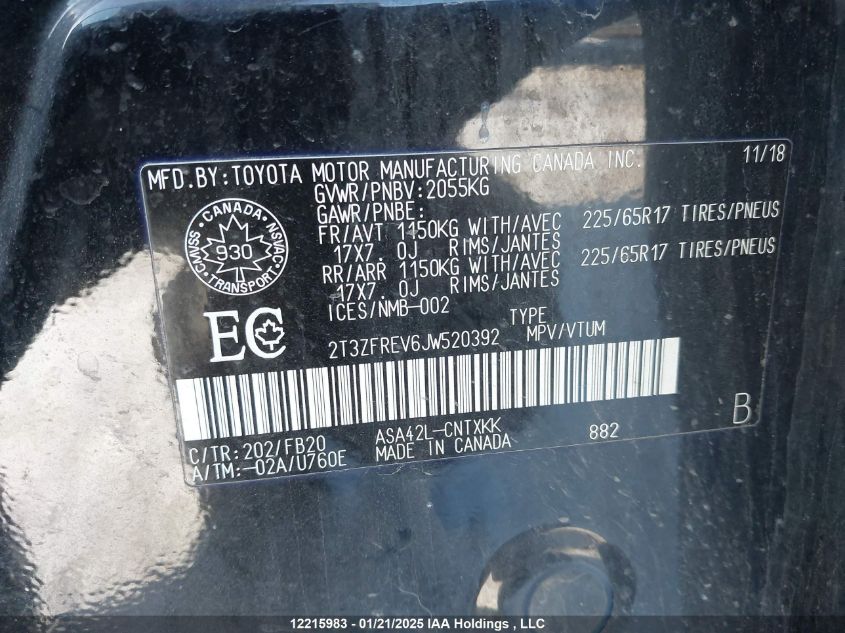 MFD.BY:TOYOTA MOTOR MANUFACTURING CANADA INC. 11/18
GVWR/PNBV:2055KG
GAWR/PNBE:
FR/AVT 1150KG WITH/AVEC 225/65R17 TIRES/PNEUS
17X7.0J RIMS/JANTES
RR/ARR 1150KG WITH/AVEC 225/65R17 TIRES/PNEUS
17X7.0J RIMS/JANTES
ICES/NMB-002
CANADA
CMVSS NSVAC
930
TRANSPORT
EC
TYPE
2T3ZFREV6JW520392 MPV/VTUM
B
C/TR:202/FB20 ASA42L-CNTXKK 882
A/TM:-02A/U760E MADE IN CANADA
12215983 - 01/21/2025 IAA Holdings , LLC